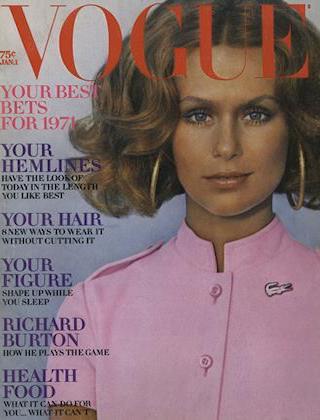 VOGUE
75¢
JAN.1
YOUR BEST
BETS
FOR 1971
YOUR
HEMLINES
HAVE THE LOOK OF
TODAY IN THE LENGTH
YOU LIKE BEST
YOUR HAIR
8 NEW WAYS TO WEAR IT
WITHOUT CUTTING IT
YOUR
FIGURE
SHAPE UP WHILE
YOU SLEEP
RICHARD
BURTON
HOW HE PLAYS THE GAME
HEALTH
FOOD
WHAT IT CAN DO FOR
YOU... WHAT IT CAN'T